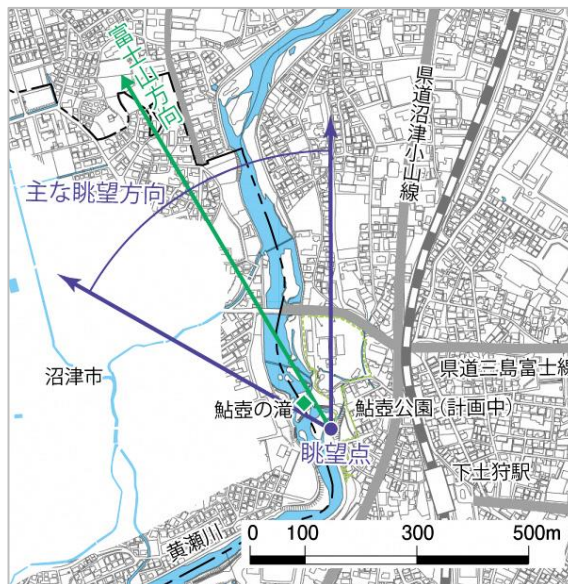 富士山方向
県道沼津小山線
主な眺望方向
沼津市
県道三島富士線
鮎壺の滝
鮎壺公園(計画中)
眺望点
下土狩駅
黄瀬川
0 100 300 500m